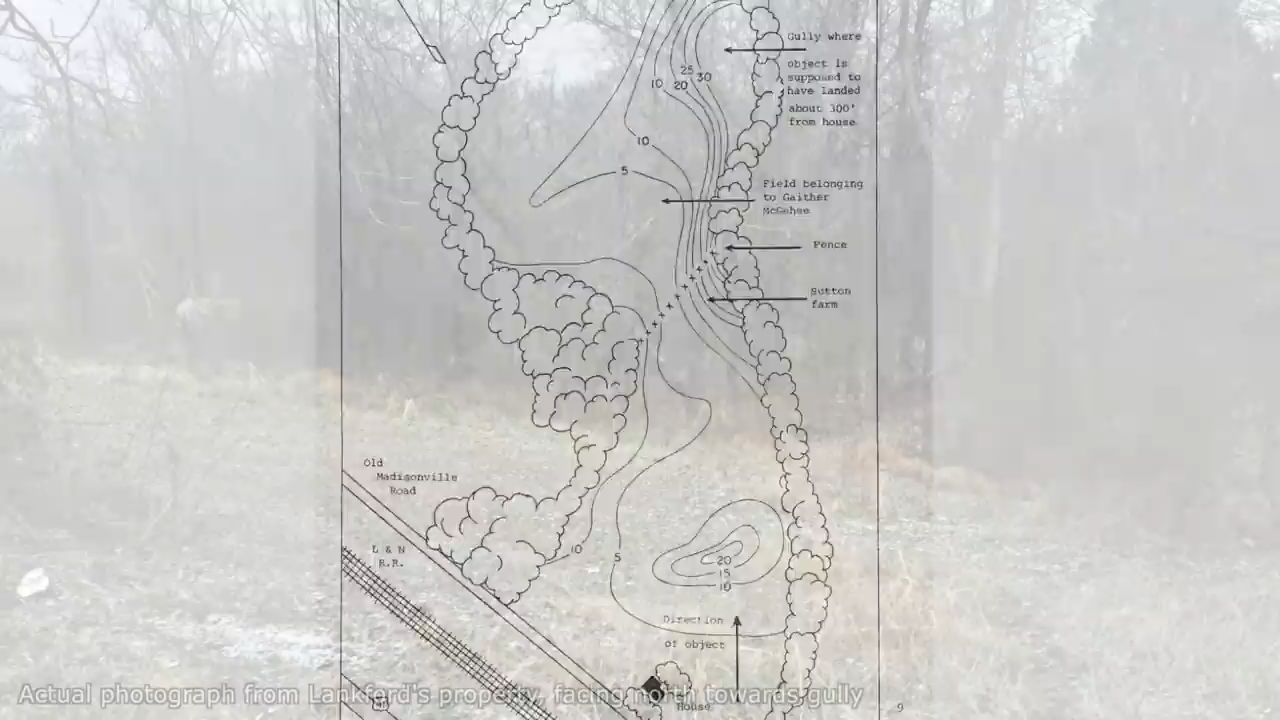 Gully where
object is
supposed to
have landed
about 300'
from house
25
30
10
20
10
5
Field belonging
to Gaither
McGehee
Fence
Sutton
farm
Old
Madisonville
Road
L & N
R.R.
10
5
20
15
10
Direction
of object
House
9
Actual photograph from Lankford's property, facing north towards gully